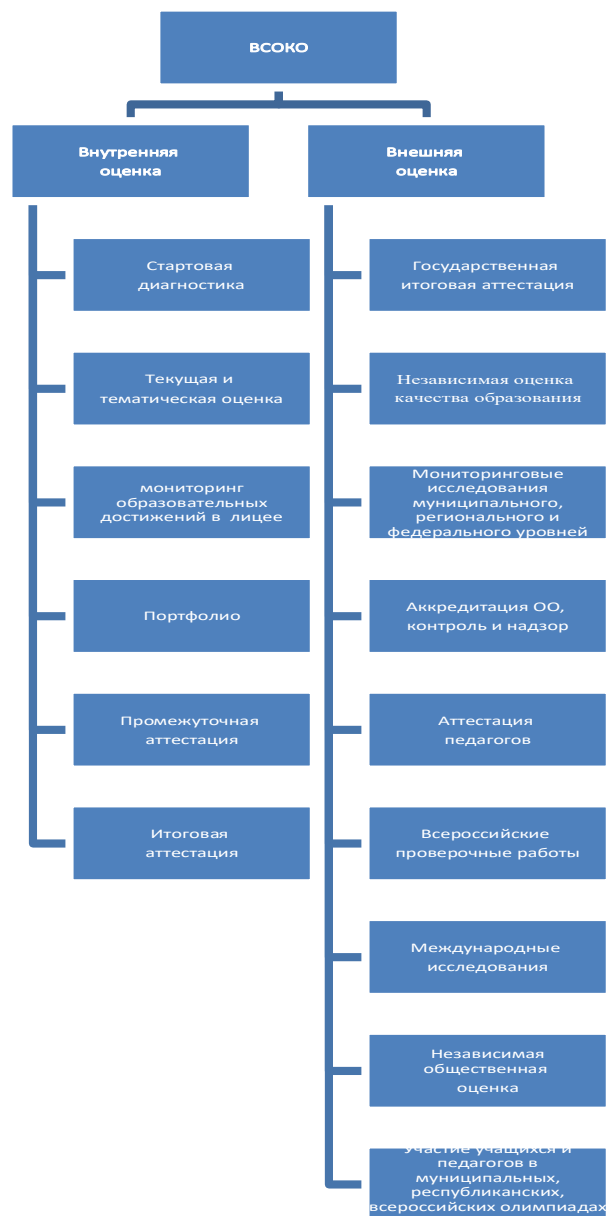 ВСОКО
Внутренняя
оценка
Стартовая
диагностика
Текущая и
тематическая оценка
мониторинг
образовательных
достижений в лицее
Портфолио
Промежуточная
аттестация
Итоговая
аттестация
Внешняя
оценка
Государственная
итоговая аттестация
Независимая оценка
качества образования
Мониторинговые
исследования
муниципального,
регионального и
федерального уровней
Аккредитация ОО,
контроль и надзор
Аттестация
педагогов
Всероссийские
проверочные работы
Международные
исследования
Независимая
общественная
оценка
Участие учащихся и
педагогов в
муниципальных,
республиканских,
всероссийских олимпиадах